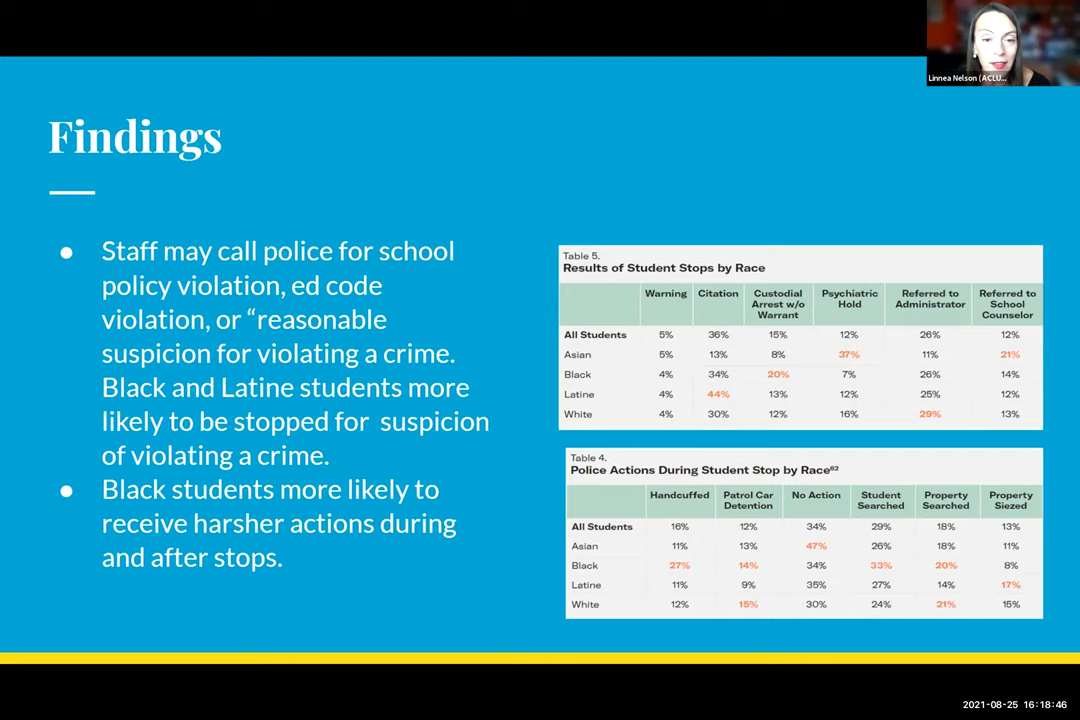 Linnea Nelson (ACLU...
Findings
● Staff may call police for school
policy violation, ed code
violation, or “reasonable
suspicion for violating a crime.
Black and Latine students more
likely to be stopped for suspicion
of violating a crime.
● Black students more likely to
receive harsher actions during
and after stops.
Table 5.
Results of Student Stops by Race
Warning Citation Custodial Arrest w/o Warrant Psychiatric Hold Referred to Administrator Referred to School Counselor
All Students 5% 36% 15% 12% 26% 12%
Asian 5% 13% 8% 37% 11% 21%
Black 4% 34% 20% 7% 26% 14%
Latine 4% 44% 13% 12% 25% 12%
White 4% 30% 12% 16% 29% 13%
Table 4.
Police Actions During Student Stop by Race⁶²
Handcuffed Patrol Car Detention No Action Student Searched Property Searched Property Siezed
All Students 16% 12% 34% 29% 18% 13%
Asian 11% 13% 47% 26% 18% 11%
Black 27% 14% 34% 33% 20% 8%
Latine 11% 9% 35% 27% 14% 17%
White 12% 15% 30% 24% 21% 15%
2021-08-25 16:18:46